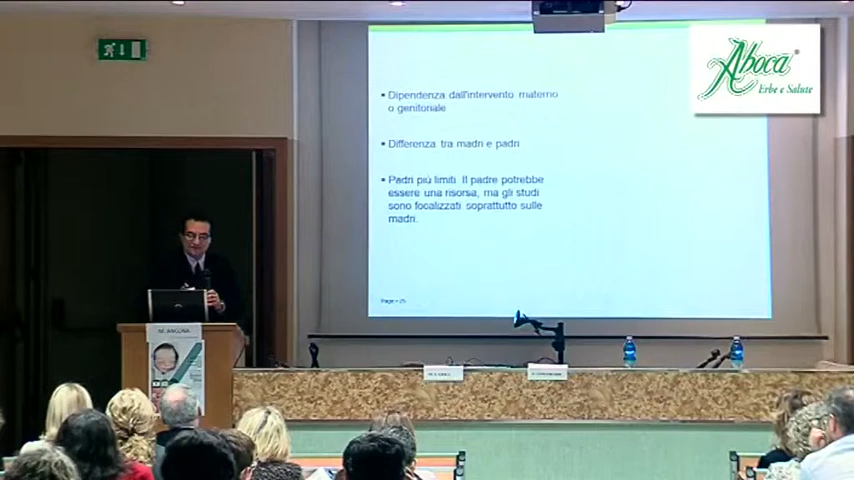 Aboca
Erbe e Salute
▪ Dipendenza dall'intervento materno
o genitoriale
▪ Differenza tra madri e padri
▪ Padri più limiti. Il padre potrebbe
essere una risorsa, ma gli studi
sono focalizzati soprattutto sulle
madri.
M. ANCONA